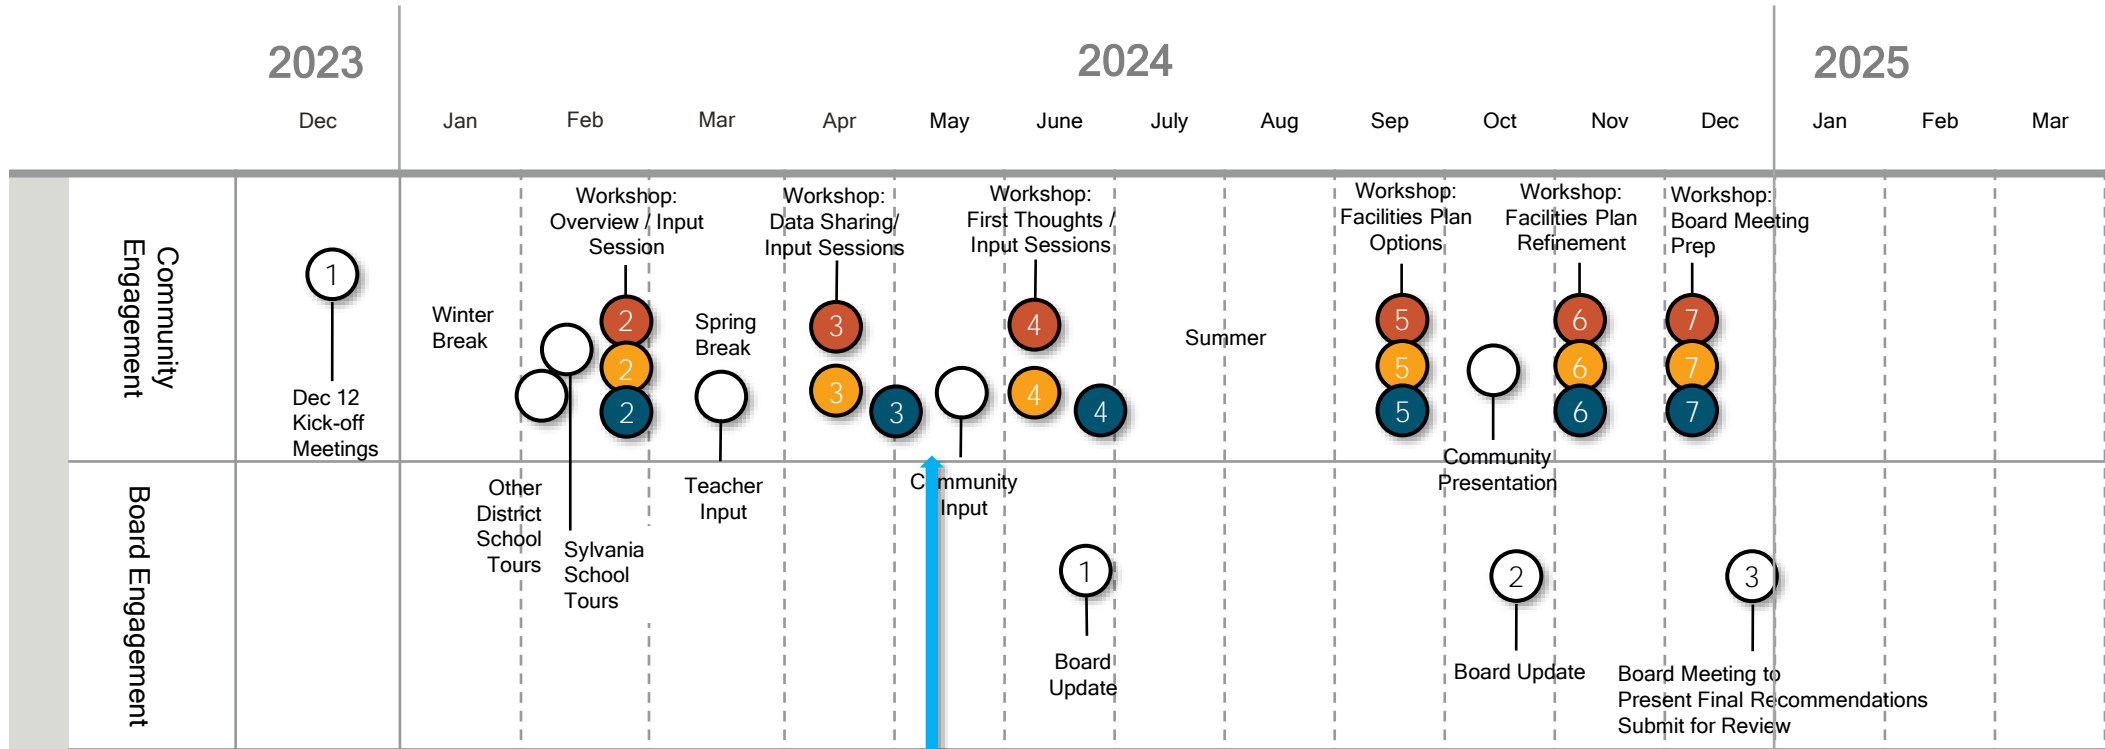 2023
2024
2025
Dec
Jan
Feb
Mar
Apr
May
June
July
Aug
Sep
Oct
Nov
Dec
Jan
Feb
Mar
Community
Engagement
1
Dec 12
Kick-off
Meetings
Winter
Break
Workshop:
Overview / Input
Session
2
2
2
Spring
Break
Workshop:
Data Sharing/
Input Sessions
3
3
3
Workshop:
First Thoughts /
Input Sessions
4
4
4
Summer
Workshop:
Facilities Plan
Options
5
5
5
Workshop:
Facilities Plan
Refinement
6
6
6
Workshop:
Board Meeting
Prep
7
7
7
Other
District
School
Tours
Sylvania
School
Tours
Teacher
Input
Community
Input
Community
Presentation
Board Engagement
1
Board
Update
2
Board Update
3
Board Meeting to
Present Final Recommendations
Submit for Review